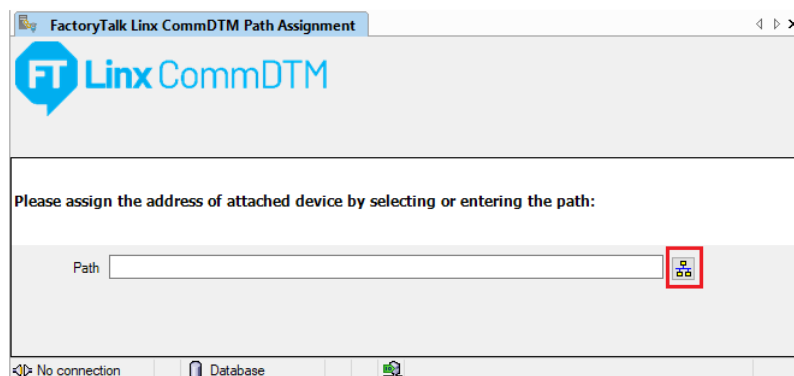 FactoryTalk Linx CommDTM Path Assignment
FT Linx CommDTM
Please assign the address of attached device by selecting or entering the path:
Path
No connection Database